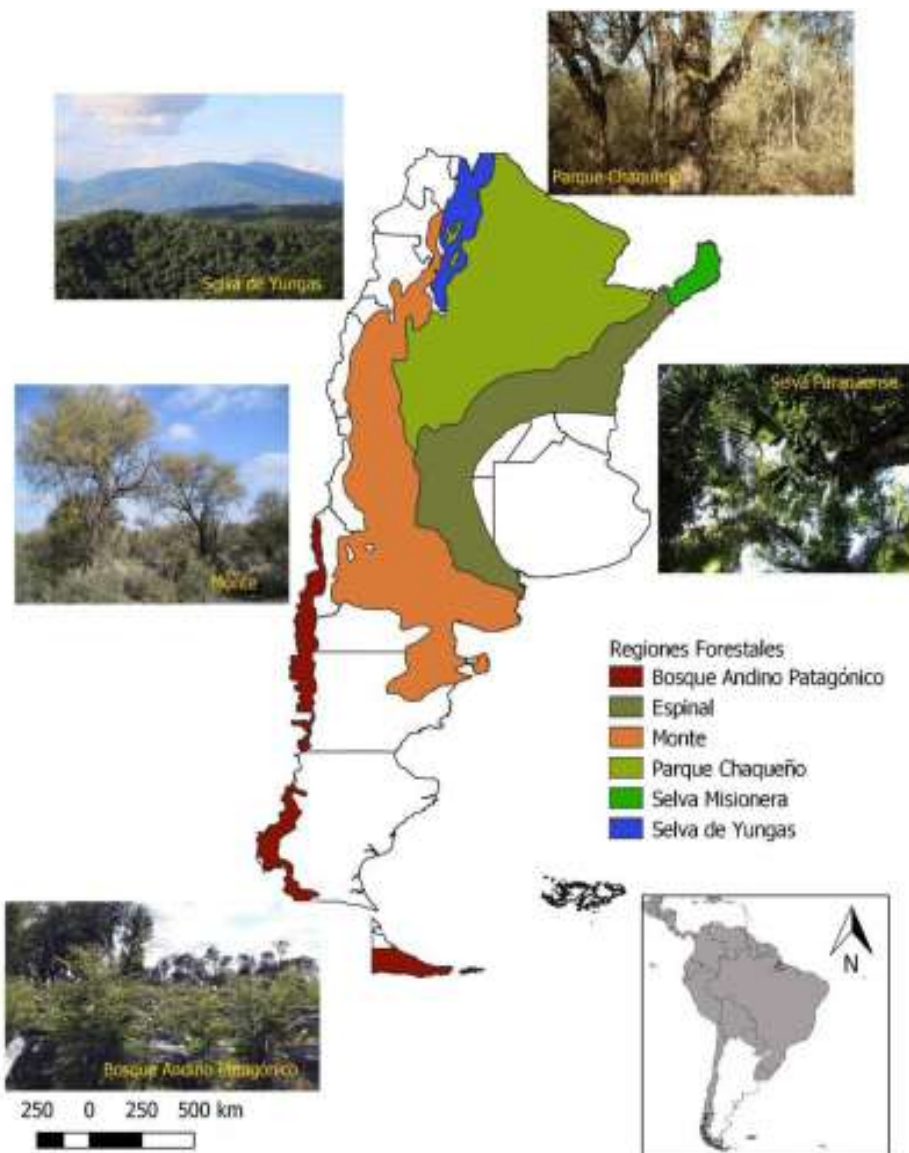 Parque Chaqueño
Selva de Yungas
Selva Paranaense
Monte
Regiones Forestales
Bosque Andino Patagónico
Espinal
Monte
Parque Chaqueño
Selva Misionera
Selva de Yungas
Bosque Andino Patagónico
N
250 0 250 500 km